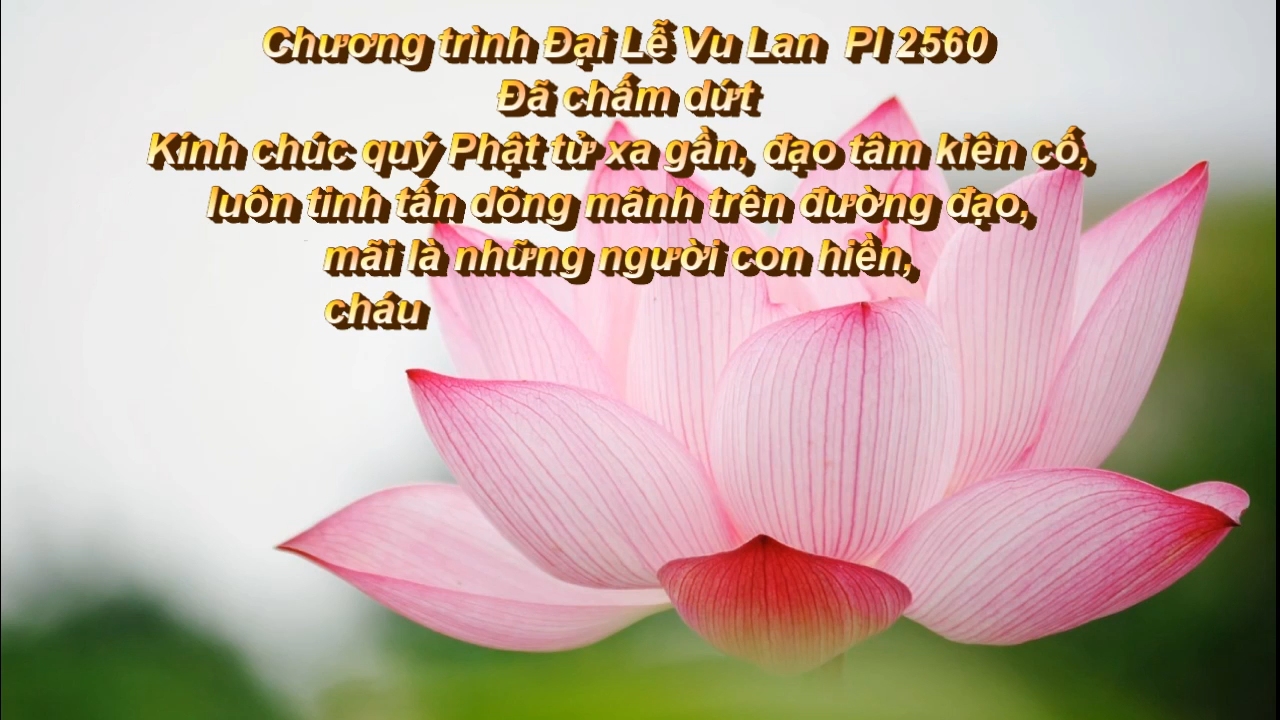 Chương trình Đại Lễ Vu Lan PI 2560
Đã chấm dứt
Kính chúc quý Phật tử xa gần, đạo tâm kiên cố,
luôn tinh tấn dõng mãnh trên đường đạo,
mãi là những người con hiền,
cháu